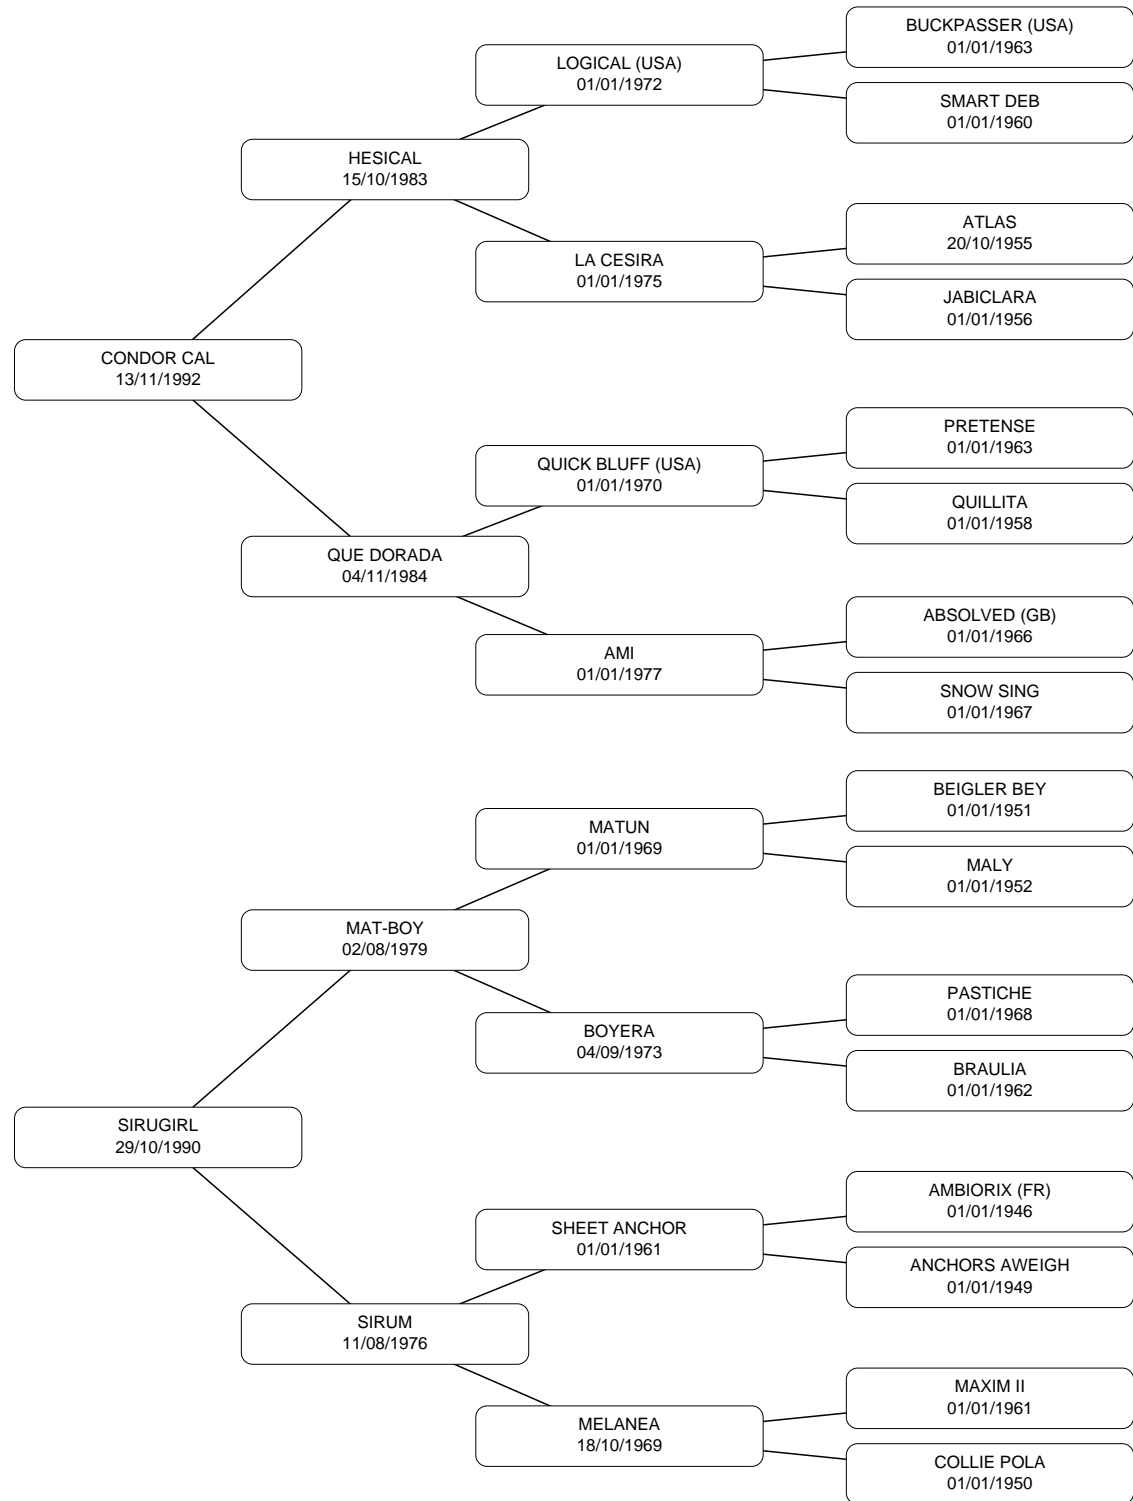 BUCKPASSER (USA)
01/01/1963
LOGICAL (USA)
01/01/1972
SMART DEB
01/01/1960
HESICAL
15/10/1983
ATLAS
20/10/1955
LA CESIRA
01/01/1975
JABICLARA
01/01/1956
CONDOR CAL
13/11/1992
PRETENSE
01/01/1963
QUICK BLUFF (USA)
01/01/1970
QUILLITA
01/01/1958
QUE DORADA
04/11/1984
ABSOLVED (GB)
01/01/1966
AMI
01/01/1977
SNOW SING
01/01/1967
BEIGLER BEY
01/01/1951
MATUN
01/01/1969
MALY
01/01/1952
MAT-BOY
02/08/1979
PASTICHE
01/01/1968
BOYERA
04/09/1973
BRAULIA
01/01/1962
SIRUGIRL
29/10/1990
AMBIORIX (FR)
01/01/1946
SHEET ANCHOR
01/01/1961
ANCHORS AWEIGH
01/01/1949
SIRUM
11/08/1976
MAXIM II
01/01/1961
MELANEA
18/10/1969
COLLIE POLA
01/01/1950